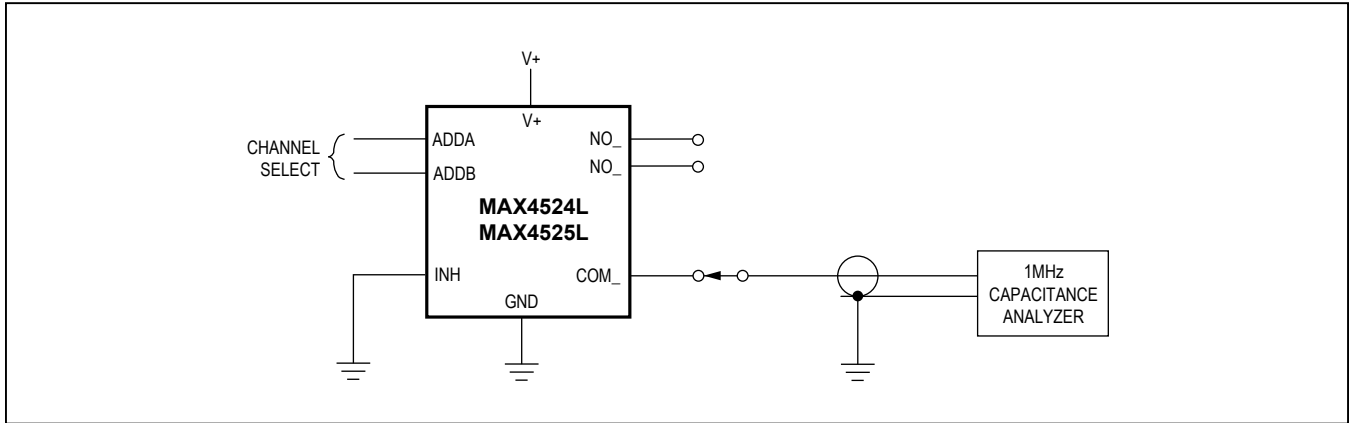 V+
V+
CHANNEL
SELECT
ADDA
ADDB
NO_
NO_
MAX4524L
MAX4525L
INH
COM_
GND
1MHz
CAPACITANCE
ANALYZER